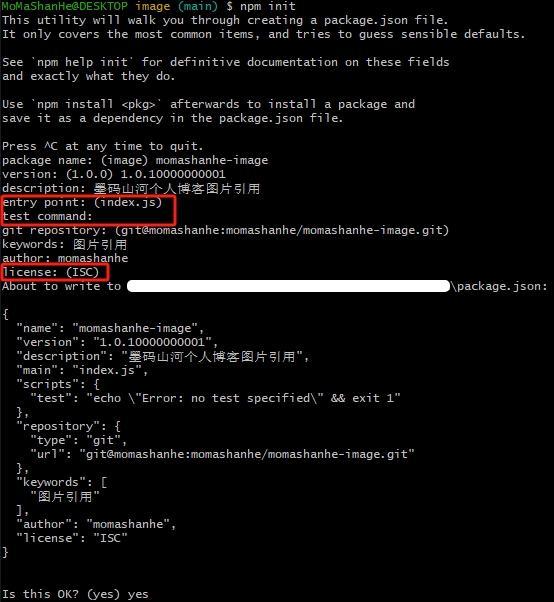 MoMaShanHe@DESKTOP image (main) $ npm init
This utility will walk you through creating a package.json file.
It only covers the most common items, and tries to guess sensible defaults.
See `npm help init` for definitive documentation on these fields
and exactly what they do.
Use `npm install <pkg>` afterwards to install a package and
save it as a dependency in the package.json file.
Press ^C at any time to quit.
package name: (image) momashanhe-image
version: (1.0.0) 1.0.10000000001
description: 墨码山河个人博客图片引用
entry point: (index.js)
test command:
git repository: (git@momashanhe:momashanhe/momashanhe-image.git)
keywords: 图片引用
author: momashanhe
license: (ISC)
About to write to \package.json:
{
  "name": "momashanhe-image",
  "version": "1.0.10000000001",
  "description": "墨码山河个人博客图片引用",
  "main": "index.js",
  "scripts": {
    "test": "echo \"Error: no test specified\" && exit 1"
  },
  "repository": {
    "type": "git",
    "url": "git@momashanhe:momashanhe/momashanhe-image.git"
  },
  "keywords": [
    "图片引用"
  ],
  "author": "momashanhe",
  "license": "ISC"
}
Is this OK? (yes) yes